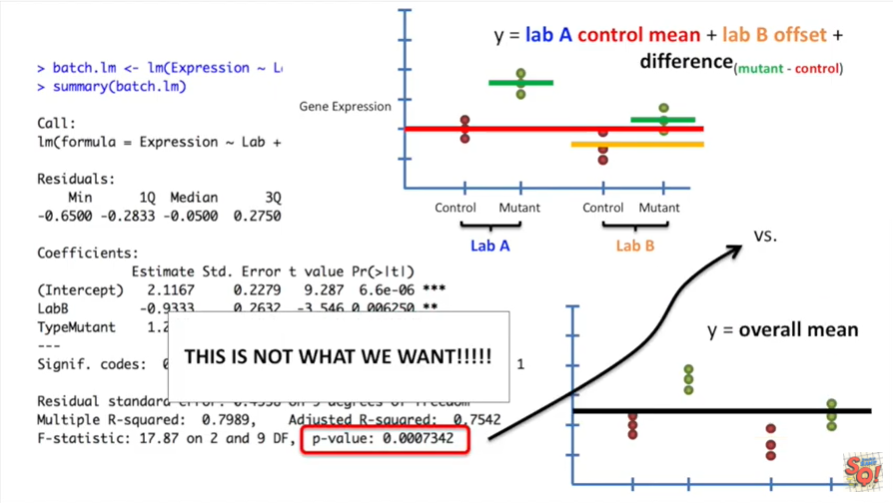 > batch.lm <- lm(Expression ~ L
> summary(batch.lm)
Call:
lm(formula = Expression ~ Lab +
Residuals:
Min 1Q Median 3Q
-0.6500 -0.2833 -0.0500 0.2750
Coefficients:
Estimate Std. Error t value Pr(>|t|)
(Intercept) 2.1167 0.2279 9.287 6.6e-06 ***
LabB -0.9333 0.2632 -3.546 0.006250 **
TypeMutant 1.2
---
Signif. codes: 1
THIS IS NOT WHAT WE WANT!!!!!
Residual standard
Multiple R-squared: 0.7989, Adjusted R-squared: 0.7542
F-statistic: 17.87 on 2 and 9 DF, p-value: 0.0007342
y = lab A control mean + lab B offset +
difference(mutant - control)
Gene Expression
Control Mutant Control Mutant
Lab A Lab B
vs.
y = overall mean
SQ!